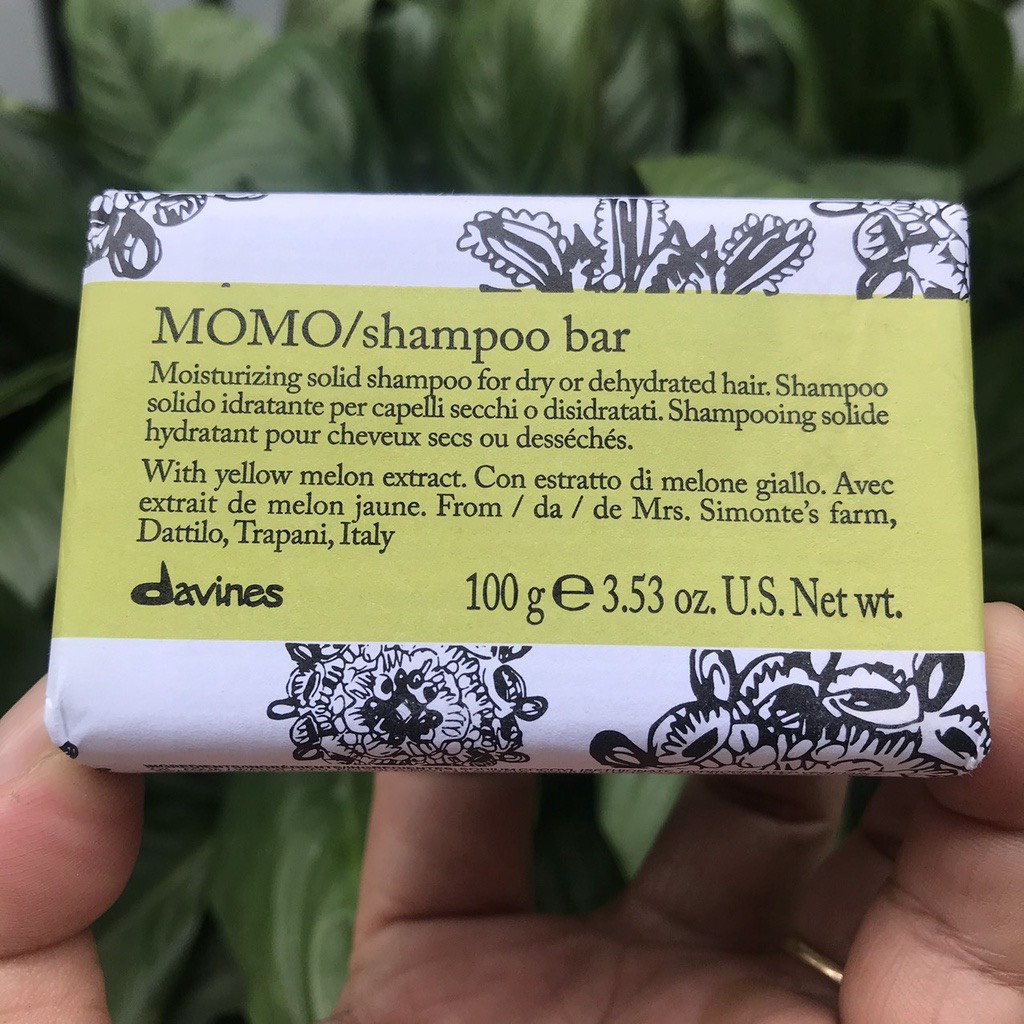 MOMO/shampoo bar
Moisturizing solid shampoo for dry or dehydrated hair. Shampoo
solido idratante per capelli secchi o disidratati. Shampooing solide
hydratant pour cheveux secs ou desséchés.
With yellow melon extract. Con estratto di melone giallo. Avec
extrait de melon jaune. From / da / de Mrs. Simonte's farm,
Dattilo, Trapani, Italy
davines
100 g e 3.53 oz. U.S. Net wt.